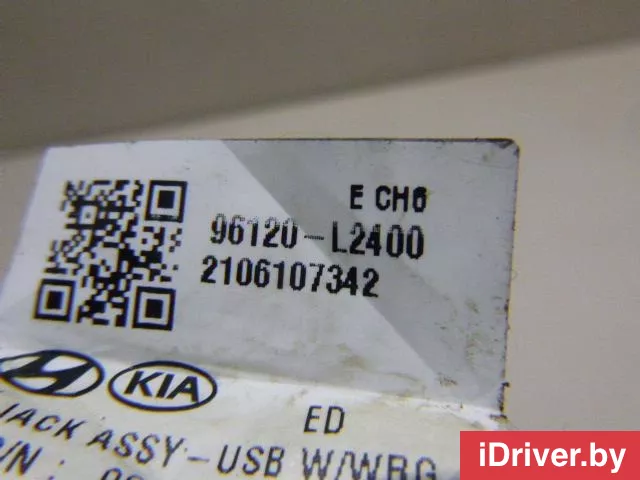 E CH6
96120-L2400
2106107342
KIA
ED
JACK ASSY-USB W/WRG
P/N :
iDriver.by